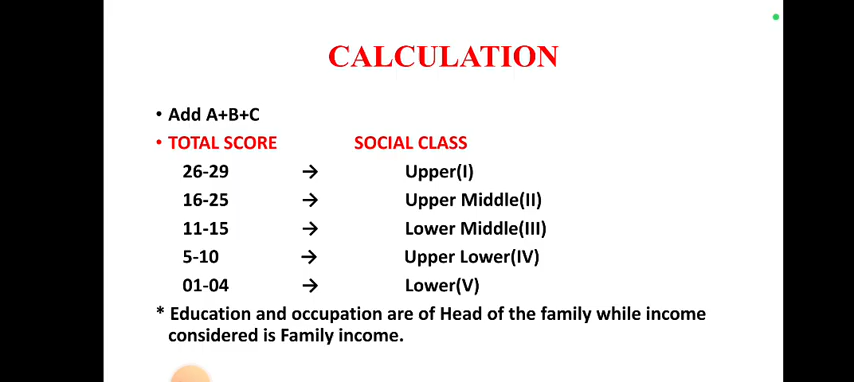 CALCULATION
• Add A+B+C
• TOTAL SCORE SOCIAL CLASS
26-29 → Upper(I)
16-25 → Upper Middle(II)
11-15 → Lower Middle(III)
5-10 → Upper Lower(IV)
01-04 → Lower(V)
* Education and occupation are of Head of the family while income
considered is Family income.